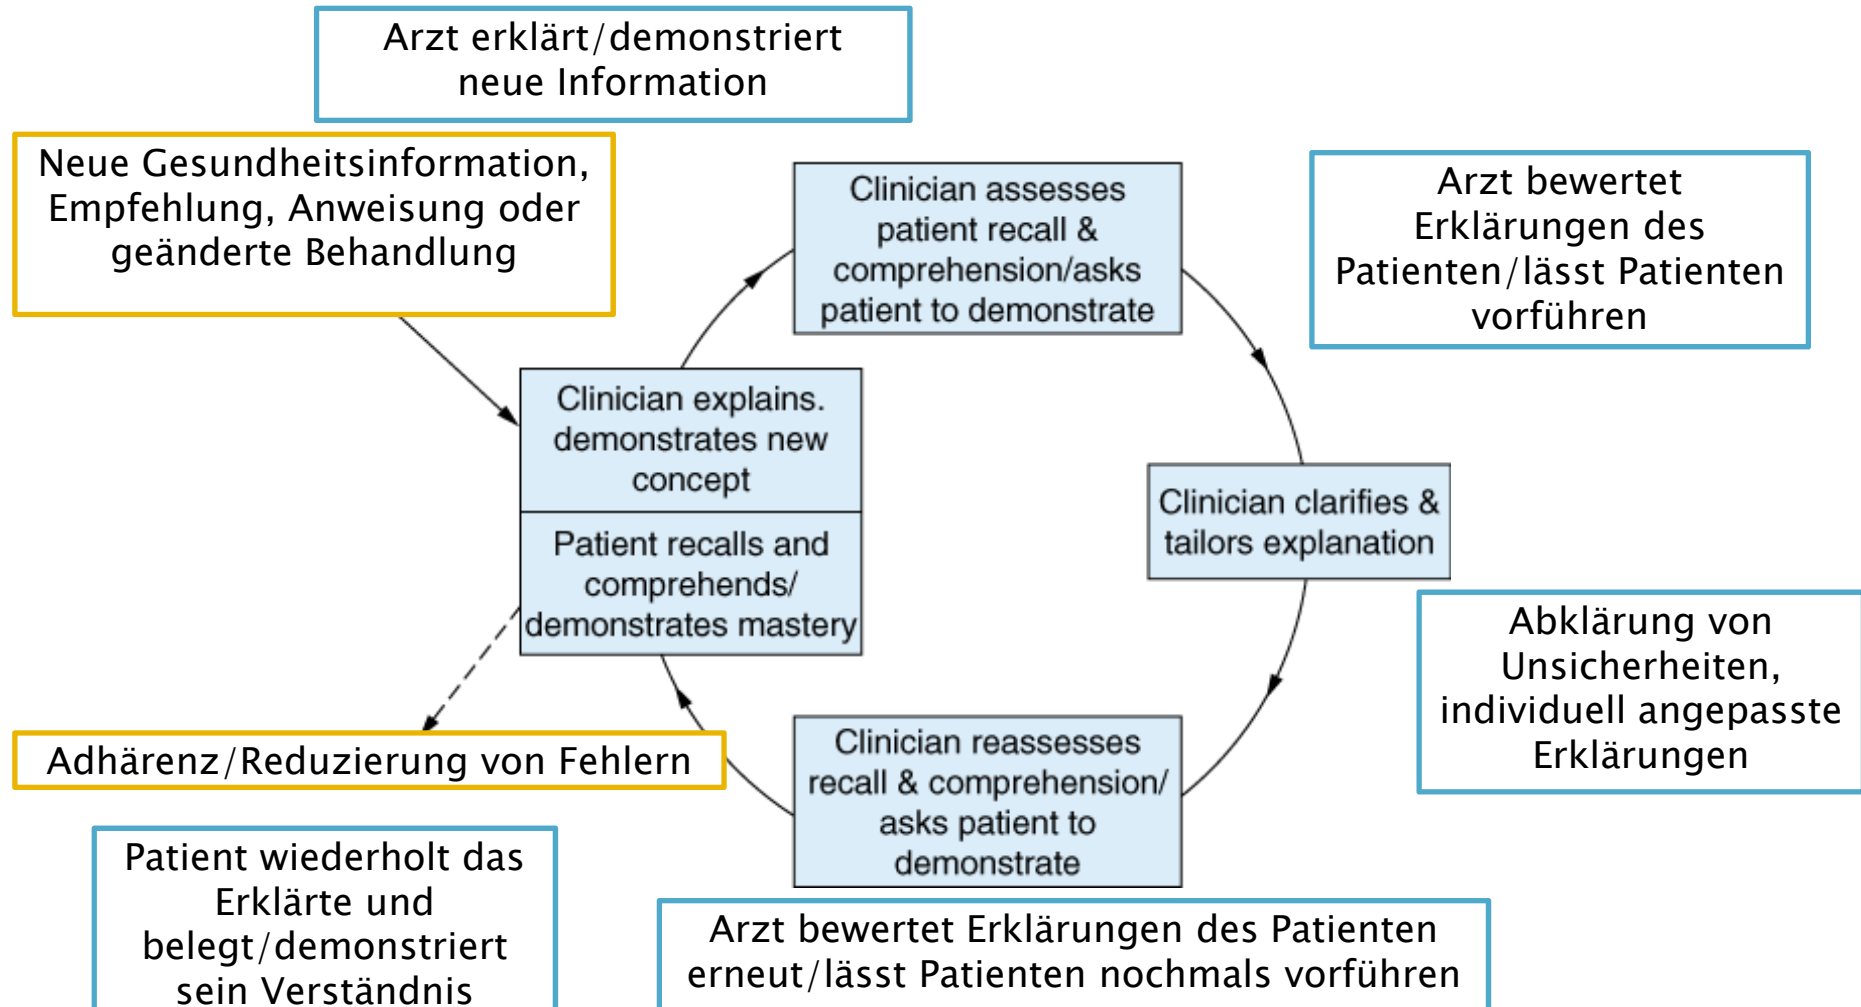 Arzt erklärt/demonstriert
neue Information
Neue Gesundheitsinformation,
Empfehlung, Anweisung oder
geänderte Behandlung
Clinician assesses
patient recall &
comprehension/asks
patient to demonstrate
Arzt bewertet
Erklärungen des
Patienten/lässt Patienten
vorführen
Clinician explains.
demonstrates new
concept
Patient recalls and
comprehends/
demonstrates mastery
Clinician clarifies &
tailors explanation
Abklärung von
Unsicherheiten,
individuell angepasste
Erklärungen
Adhärenz/Reduzierung von Fehlern
Clinician reassesses
recall & comprehension/
asks patient to
demonstrate
Patient wiederholt das
Erklärte und
belegt/demonstriert
sein Verständnis
Arzt bewertet Erklärungen des Patienten
erneut/lässt Patienten nochmals vorführen